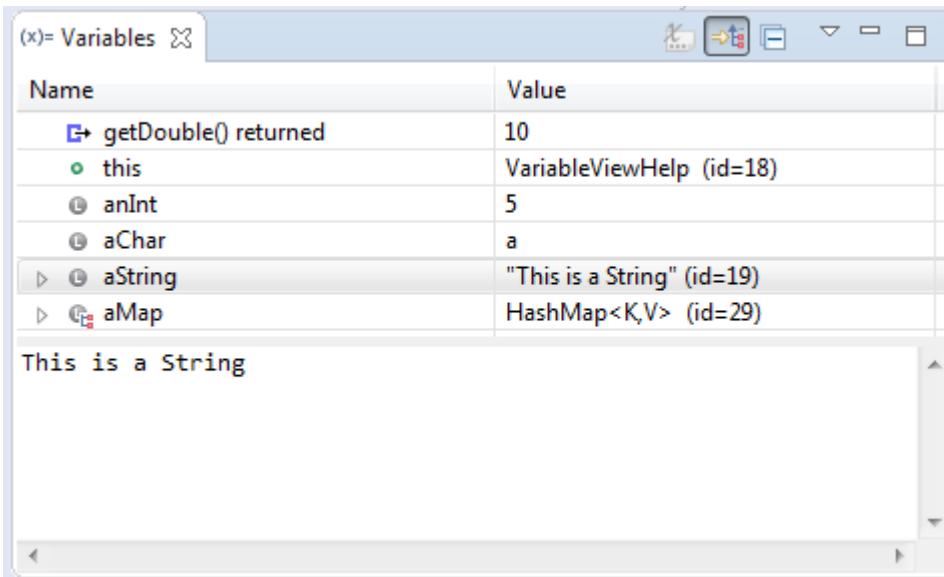 (x)= Variables
Name Value
getDouble() returned 10
this VariableViewHelp (id=18)
anInt 5
aChar a
aString "This is a String" (id=19)
aMap HashMap<K,V> (id=29)
This is a String